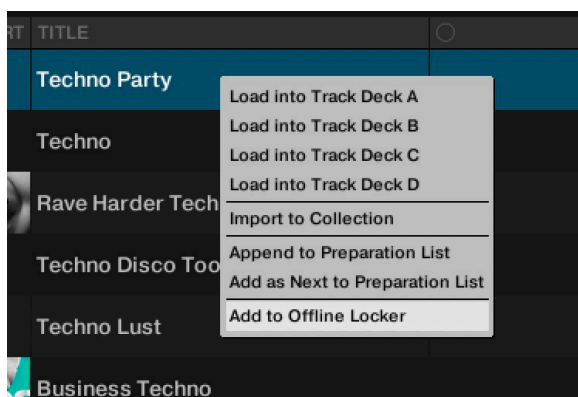 RT TITLE
Techno Party
Load into Track Deck A
Load into Track Deck B
Techno
Load into Track Deck C
Load into Track Deck D
Rave Harder Tech
Import to Collection
Append to Preparation List
Techno Disco Too
Add as Next to Preparation List
Add to Offline Locker
Techno Lust
Business Techno